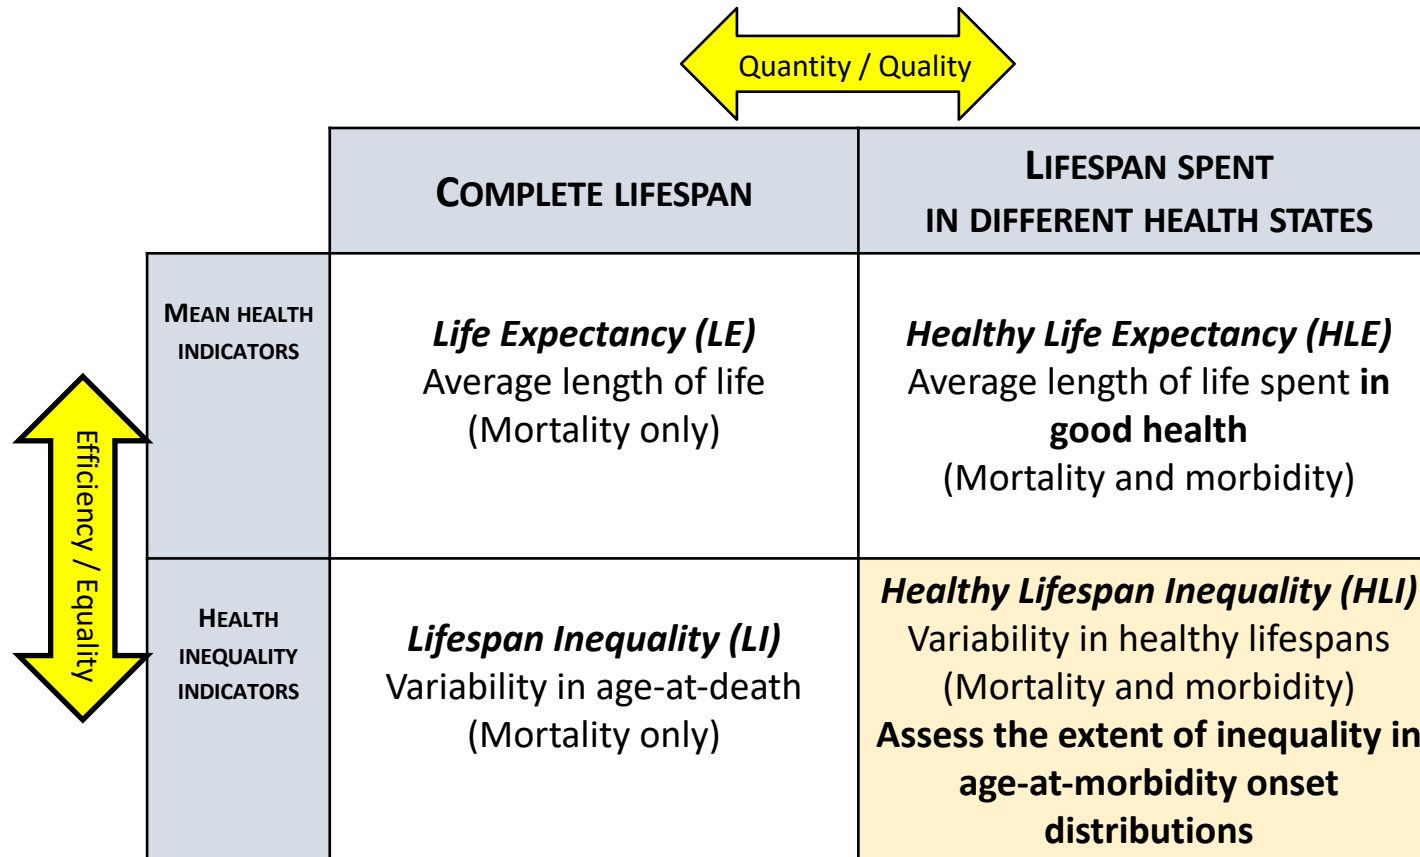 Quantity / Quality
COMPLETE LIFESPAN
LIFESPAN SPENT
IN DIFFERENT HEALTH STATES
MEAN HEALTH
INDICATORS
Life Expectancy (LE)
Average length of life
(Mortality only)
Healthy Life Expectancy (HLE)
Average length of life spent in
good health
(Mortality and morbidity)
Efficiency / Equality
HEALTH
INEQUALITY
INDICATORS
Lifespan Inequality (LI)
Variability in age-at-death
(Mortality only)
Healthy Lifespan Inequality (HLI)
Variability in healthy lifespans
(Mortality and morbidity)
Assess the extent of inequality in
age-at-morbidity onset
distributions